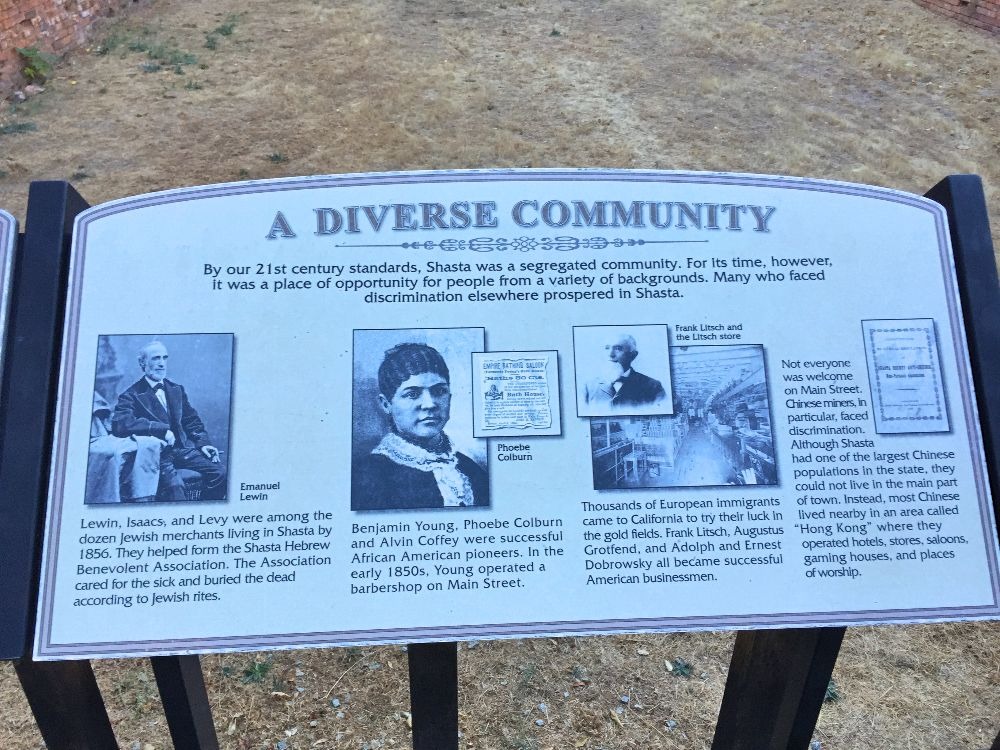 A DIVERSE COMMUNITY
By our 21st century standards, Shasta was a segregated community. For its time, however,
it was a place of opportunity for people from a variety of backgrounds. Many who faced
discrimination elsewhere prospered in Shasta.
Emanuel
Lewin
Lewin, Isaacs, and Levy were among the
dozen Jewish merchants living in Shasta by
1856. They helped form the Shasta Hebrew
Benevolent Association. The Association
cared for the sick and buried the dead
according to Jewish rites.
EMPIRE BATHING SALOON
Baths 50 cts.
Bath House
Phoebe
Colburn
Benjamin Young, Phoebe Colburn
and Alvin Coffey were successful
African American pioneers. In the
early 1850s, Young operated a
barbershop on Main Street.
Frank Litsch and
the Litsch store
Thousands of European immigrants
came to California to try their luck in
the gold fields. Frank Litsch, Augustus
Grotfend, and Adolph and Ernest
Dobrowsky all became successful
American businessmen.
Not everyone
was welcome
on Main Street.
Chinese miners, in
particular, faced
discrimination.
Although Shasta
had one of the largest Chinese
populations in the state, they
could not live in the main part
of town. Instead, most Chinese
lived nearby in an area called
“Hong Kong” where they
operated hotels, stores, saloons,
gaming houses, and places
of worship.